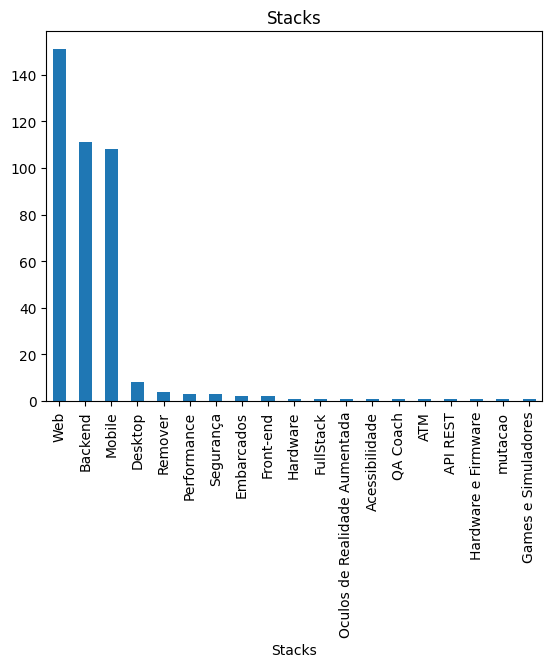 Stacks
140
120
100
80
60
40
20
0
Web
Backend
Mobile
Desktop
Remover
Performance
Segurança
Embarcados
Front-end
Hardware
FullStack
Oculos de Realidade Aumentada
Acessibilidade
QA Coach
ATM
API REST
Hardware e Firmware
mutacao
Games e Simuladores
Stacks